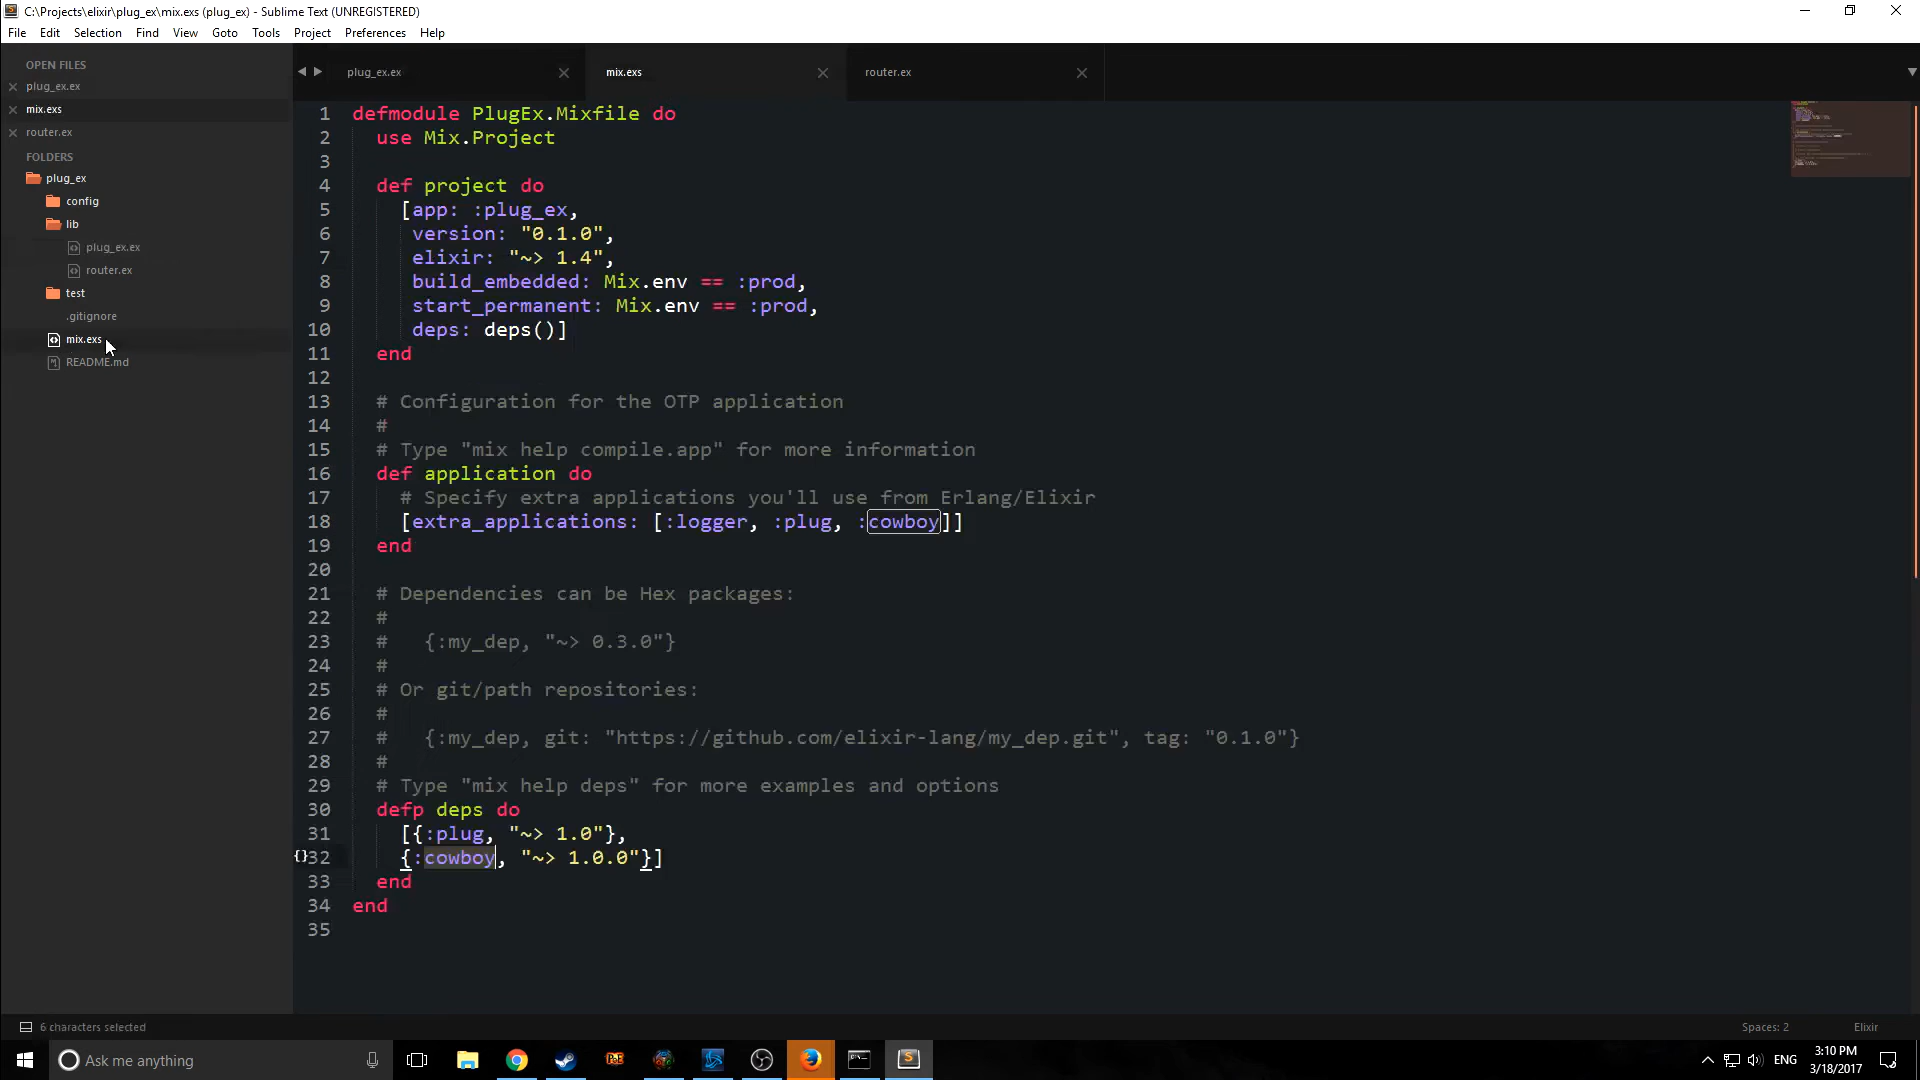 C:\Projects\elixir\plug_ex\mix.exs (plug_ex) - Sublime Text (UNREGISTERED)
File Edit Selection Find View Goto Tools Project Preferences Help
OPEN FILES
plug_ex.ex
mix.exs
router.ex
FOLDERS
plug_ex
config
lib
plug_ex.ex
router.ex
test
.gitignore
mix.exs
README.md
plug_ex.ex mix.exs router.ex
1 defmodule PlugEx.Mixfile do
2 use Mix.Project
3
4 def project do
5 [app: :plug_ex,
6 version: "0.1.0",
7 elixir: "~> 1.4",
8 build_embedded: Mix.env == :prod,
9 start_permanent: Mix.env == :prod,
10 deps: deps()]
11 end
12
13 # Configuration for the OTP application
14 #
15 # Type "mix help compile.app" for more information
16 def application do
17 # Specify extra applications you'll use from Erlang/Elixir
18 [extra_applications: [:logger, :plug, :cowboy]]
19 end
20
21 # Dependencies can be Hex packages:
22 #
23 # {:my_dep, "~> 0.3.0"}
24 #
25 # Or git/path repositories:
26 #
27 # {:my_dep, git: "https://github.com/elixir-lang/my_dep.git", tag: "0.1.0"}
28 #
29 # Type "mix help deps" for more examples and options
30 defp deps do
31 [{:plug, "~> 1.0"},
{} 32 {:cowboy, "~> 1.0.0"}]
33 end
34 end
35
6 characters selected
Spaces: 2 Elixir
Ask me anything
ENG
3:10 PM
3/18/2017